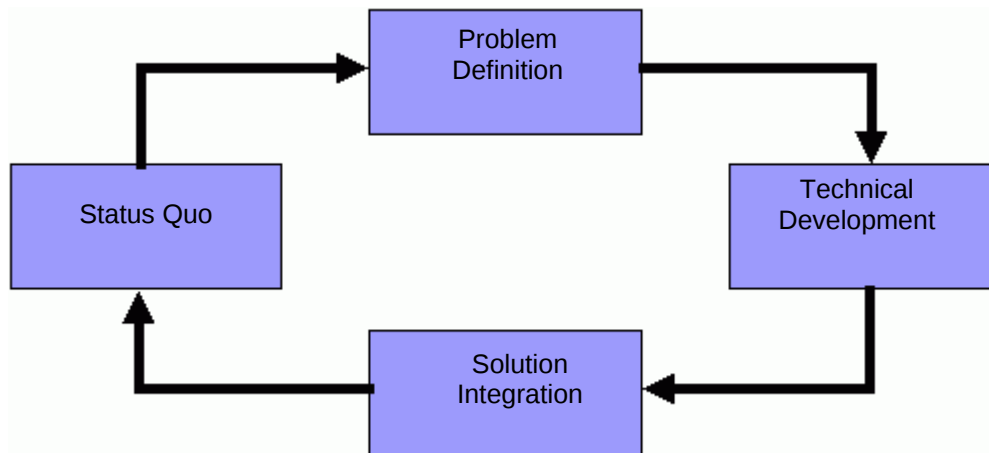 Problem
Definition
Technical
Development
Status Quo
Solution
Integration